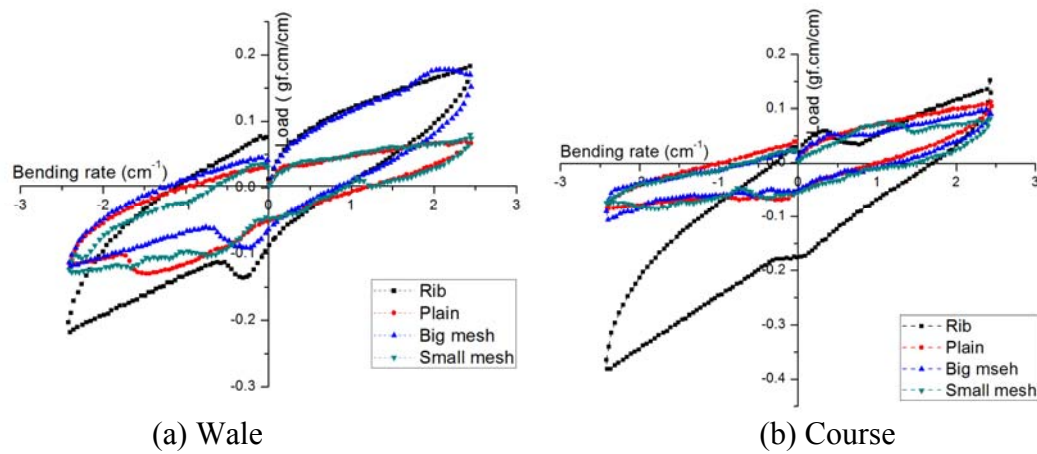 0.2
0.1
0.0
-0.1
-0.2
-0.3
-3
-2
-1
0
1
2
3
Load ( gf.cm/cm)
Bending rate (cm⁻¹)
Rib
Plain
Big mesh
Small mesh
(a) Wale
0.2
0.1
0.0
-0.1
-0.2
-0.3
-0.4
-3
-2
-1
0
1
2
3
Load (gf.cm/cm)
Bending rate (cm⁻¹)
Rib
Plain
Big mseh
Small mesh
(b) Course